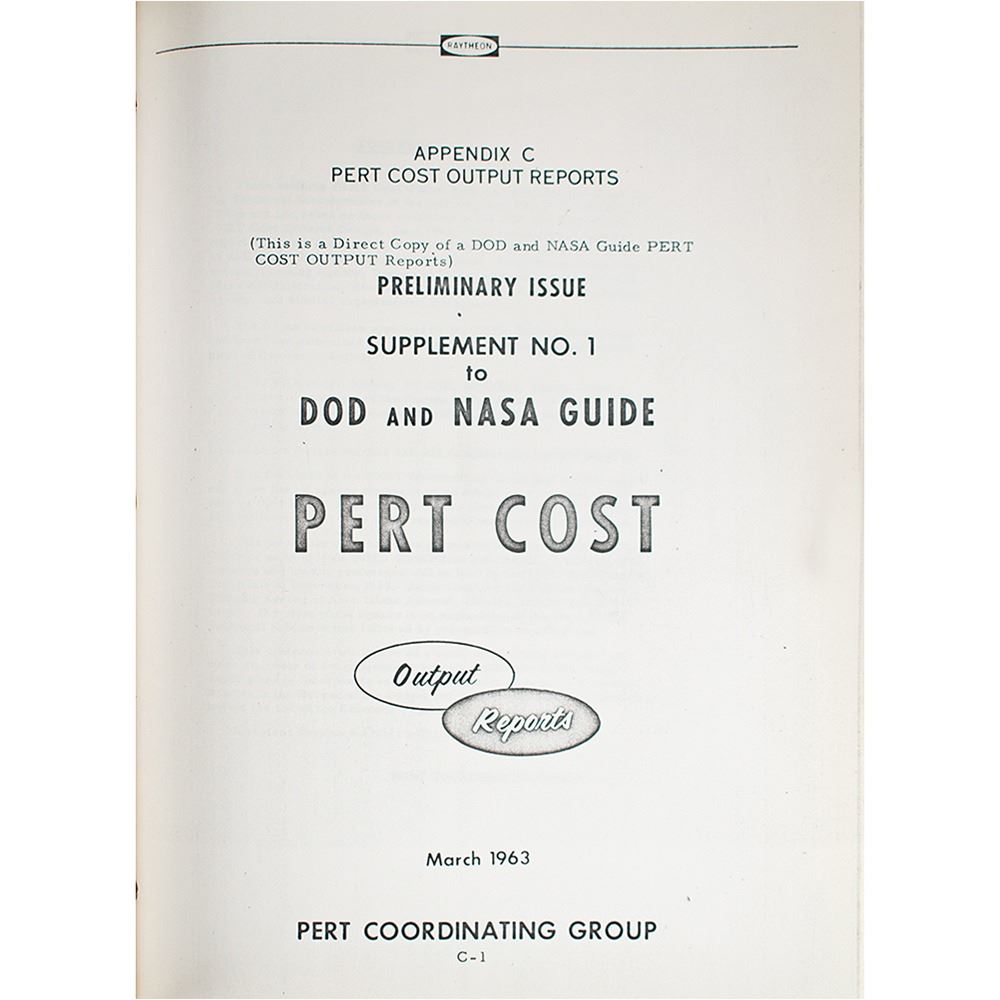 RAYTHEON
APPENDIX C
PERT COST OUTPUT REPORTS
(This is a Direct Copy of a DOD and NASA Guide PERT
COST OUTPUT Reports)
PRELIMINARY ISSUE
SUPPLEMENT NO. 1
to
DOD AND NASA GUIDE
PERT COST
Output
Reports
March 1963
PERT COORDINATING GROUP
C-1